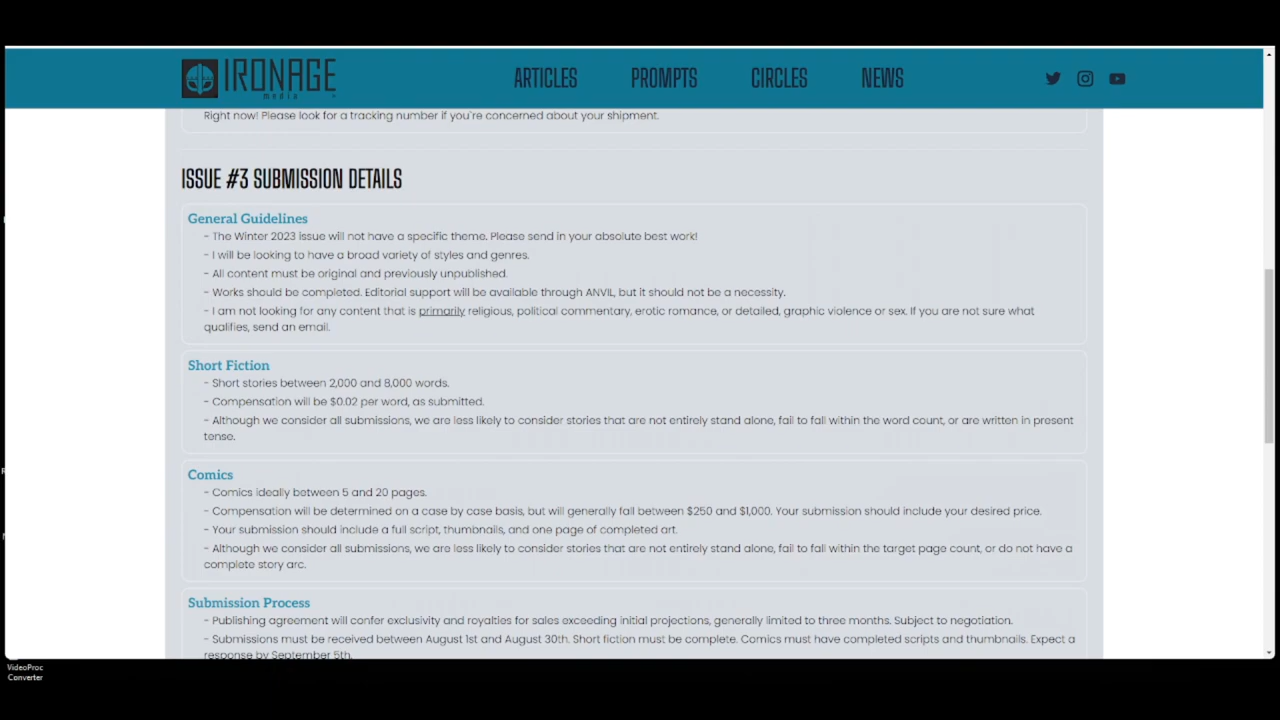 IRONAGE
media
ARTICLES
PROMPTS
CIRCLES
NEWS
Right now! Please look for a tracking number if you're concerned about your shipment.
ISSUE #3 SUBMISSION DETAILS
General Guidelines
- The Winter 2023 issue will not have a specific theme. Please send in your absolute best work!
- I will be looking to have a broad variety of styles and genres.
- All content must be original and previously unpublished.
- Works should be completed. Editorial support will be available through ANVIL, but it should not be a necessity.
- I am not looking for any content that is primarily religious, political commentary, erotic romance, or detailed, graphic violence or sex. If you are not sure what
qualifies, send an email.
Short Fiction
- Short stories between 2,000 and 8,000 words.
- Compensation will be $0.02 per word, as submitted.
- Although we consider all submissions, we are less likely to consider stories that are not entirely stand alone, fail to fall within the word count, or are written in present
tense.
Comics
- Comics ideally between 5 and 20 pages.
- Compensation will be determined on a case by case basis, but will generally fall between $250 and $1,000. Your submission should include your desired price.
- Your submission should include a full script, thumbnails, and one page of completed art.
- Although we consider all submissions, we are less likely to consider stories that are not entirely stand alone, fail to fall within the target page count, or do not have a
complete story arc.
Submission Process
- Publishing agreement will confer exclusivity and royalties for sales exceeding initial projections, generally limited to three months. Subject to negotiation.
- Submissions must be received between August 1st and August 30th. Short fiction must be complete. Comics must have completed scripts and thumbnails. Expect a
response by September 5th.
VideoProc
Converter